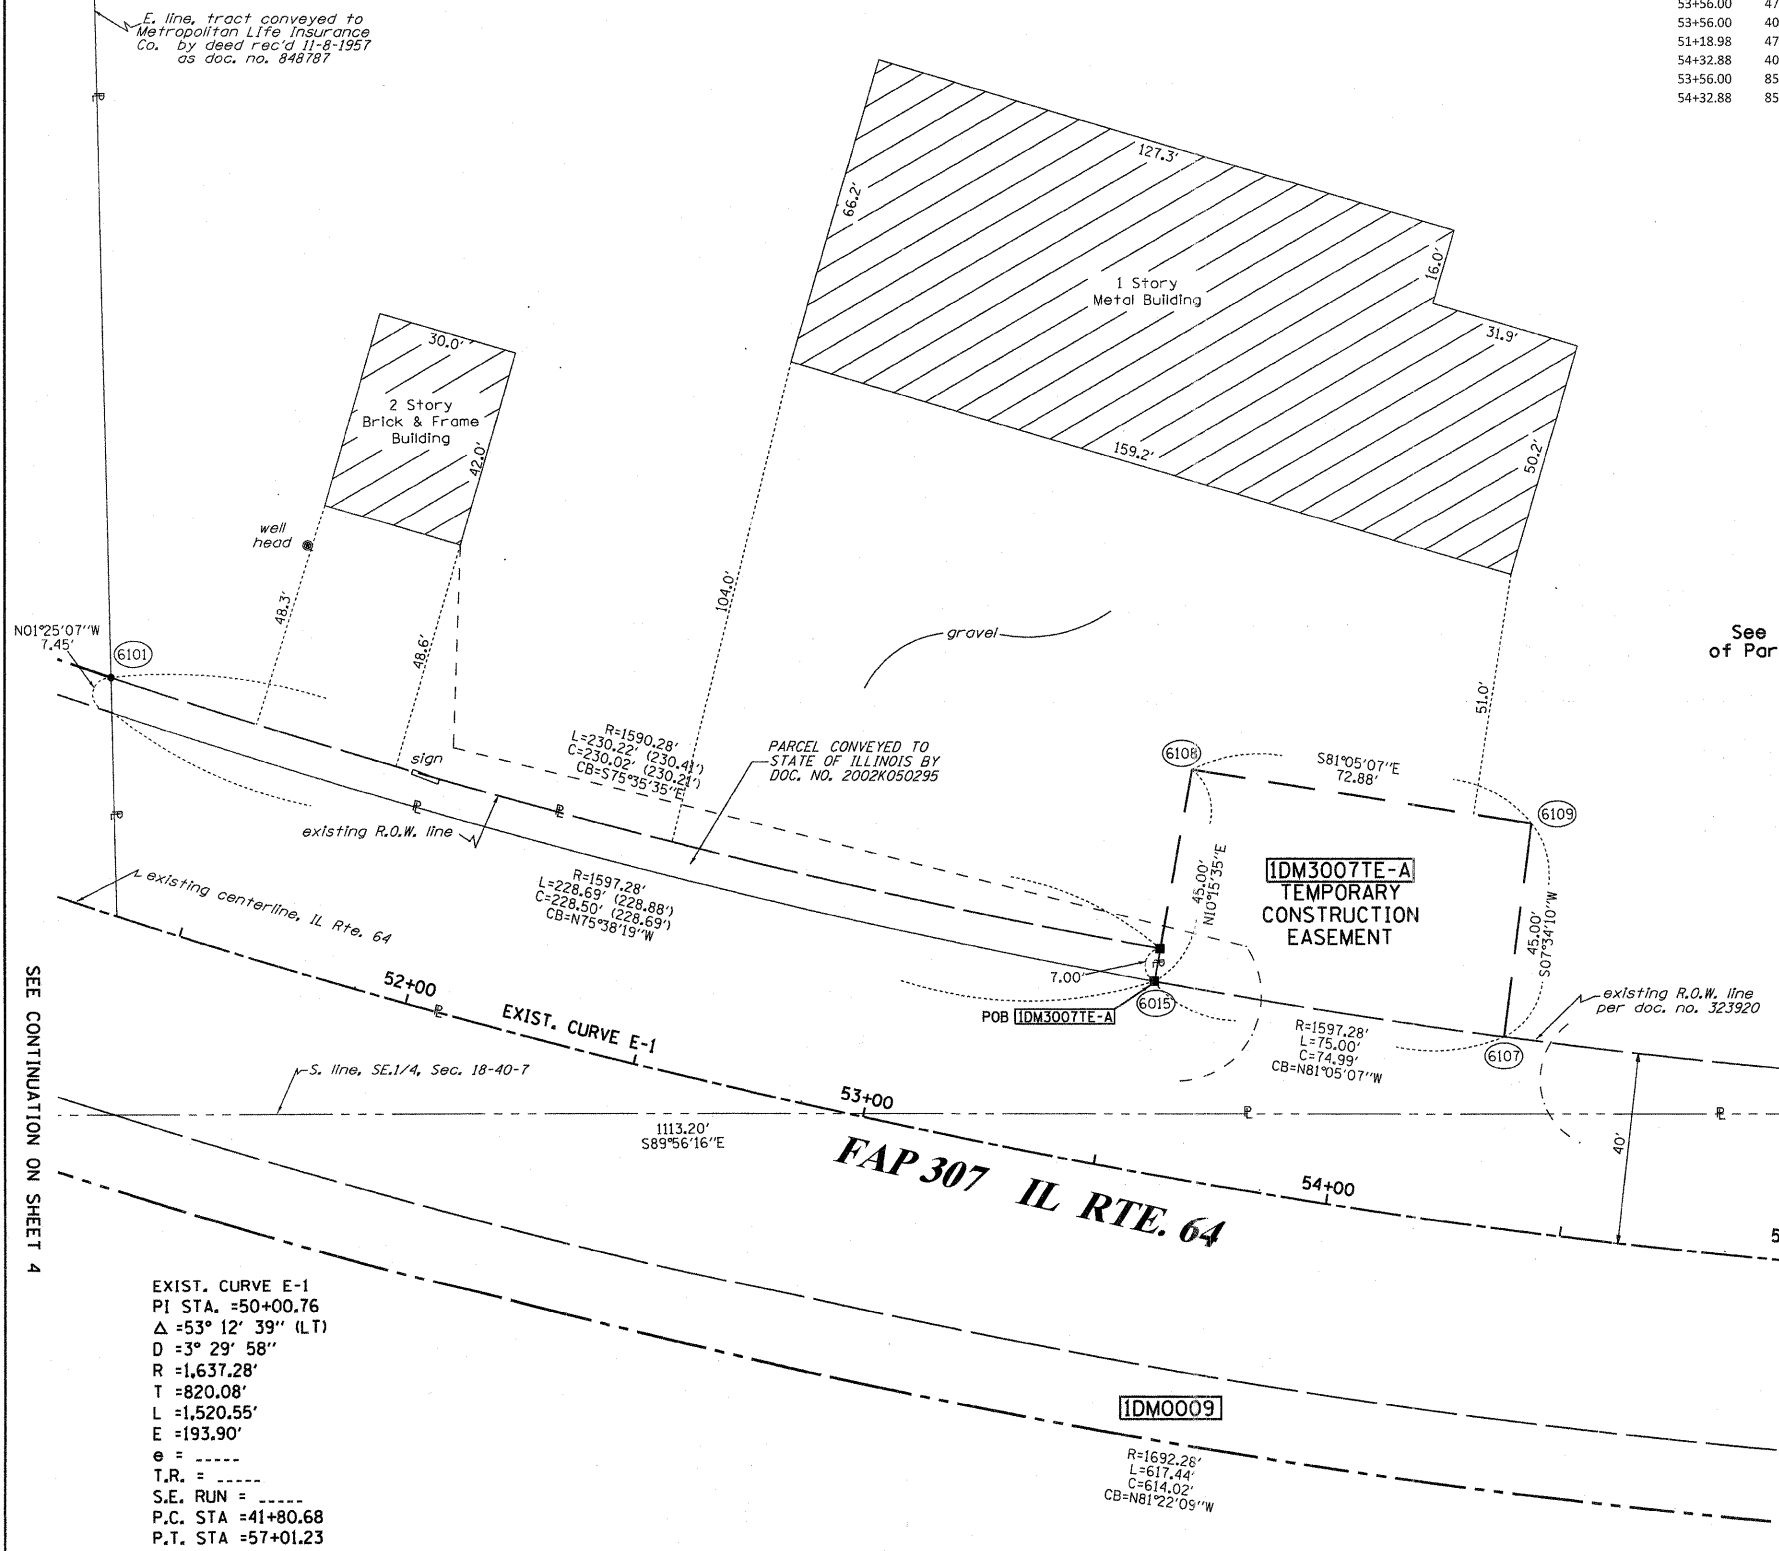 E. line, tract conveyed to
Metropolitan Life Insurance
Co. by deed rec'd 11-8-1957
as doc. no. 848787
53+56.00 47
53+56.00 40
51+18.98 47
54+32.88 40
53+56.00 85
54+32.88 85
127.3'
66.2'
16.0'
1 Story
Metal Building
31.9'
159.2'
50.2'
30.0'
2 Story
Brick & Frame
Building
42.0'
well
head
48.3'
48.6'
104.0'
gravel
51.0'
See
of Par
N01°25'07"W
7.45'
6101
sign
R=1590.28'
L=230.22' (230.41')
C=230.02' (230.21')
CB=S75°35'35"E
PARCEL CONVEYED TO
STATE OF ILLINOIS BY
DOC. NO. 2002K050295
existing R.O.W. line
6108
S81°05'07"E
72.88'
6109
45.00'
N10°15'35"E
1DM3007TE-A
TEMPORARY
CONSTRUCTION
EASEMENT
45.00'
S07°34'10"W
R=1597.28'
L=228.69' (228.88')
C=228.50' (228.69')
CB=N75°38'19"W
existing centerline, IL Rte. 64
7.00'
6015
POB 1DM3007TE-A
existing R.O.W. line
per doc. no. 323920
R=1597.28'
L=75.00'
C=74.99'
CB=N81°05'07"W
6107
52+00
EXIST. CURVE E-1
S. line, SE.1/4, Sec. 18-40-7
53+00
1113.20'
S89°56'16"E
40'
FAP 307 IL RTE. 64
54+00
5
SEE CONTINUATION ON SHEET 4
EXIST. CURVE E-1
PI STA. =50+00.76
Δ =53° 12' 39" (LT)
D =3° 29' 58"
R =1,637.28'
T =820.08'
L =1,520.55'
E =193.90'
e = -----
T.R. = -----
S.E. RUN = -----
P.C. STA =41+80.68
P.T. STA =57+01.23
1DM0009
R=1692.28'
L=617.44'
C=614.02'
CB=N81°22'09"W